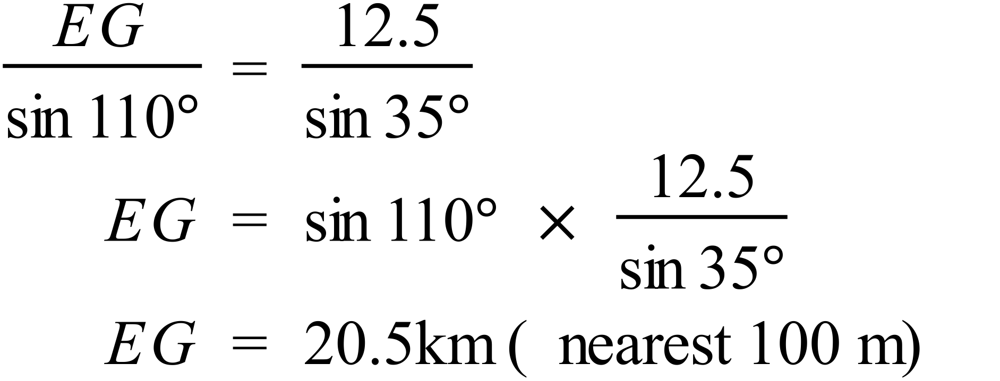 EG / sin 110° = 12.5 / sin 35°
EG = sin 110° × 12.5 / sin 35°
EG = 20.5km ( nearest 100 m)